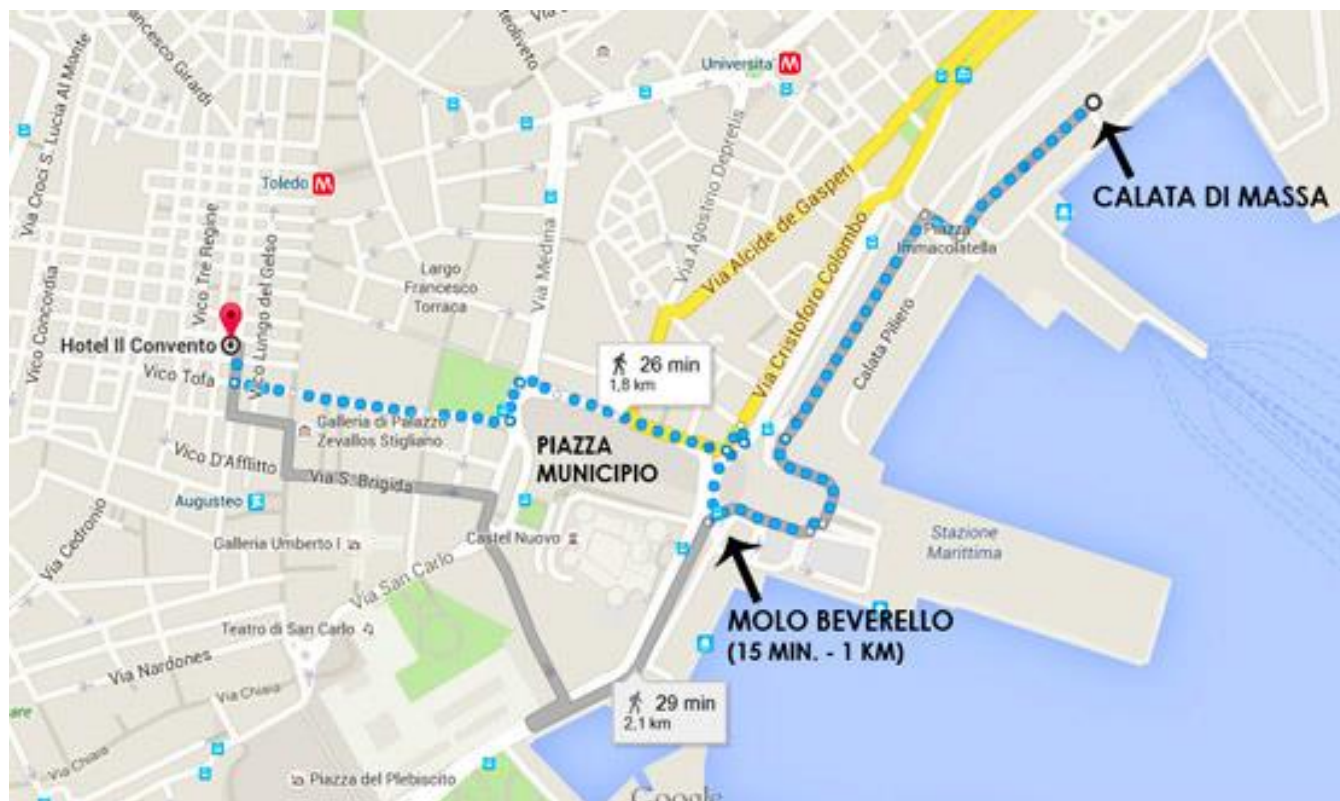 Via Croci S. Lucia Al Monte
Francesco Girardi
Università
Toledo
Via Agostino Depretis
Via Medina
Via Alcide de Gasperi
CALATA DI MASSA
Piazza
Immacolatella
Largo
Francesco
Torraca
Vico Tre Regine
Vico Lungo del Gelso
Vico Concordia
Via Cristoforo Colombo
Calata Piliero
Hotel Il Convento
26 min
1,8 km
Vico Tofa
Galleria di Palazzo
Zevallos Stigliano
PIAZZA
MUNICIPIO
Vico D'Afflitto
Via S. Brigida
Augusteo
Via Cedronio
Galleria Umberto I
Castel Nuovo
Stazione
Marittima
Via San Carlo
MOLO BEVERELLO
(15 MIN. - 1 KM)
Teatro di San Carlo
Via Nardones
Via Chiaia
29 min
2,1 km
Via Chiaia
Piazza del Plebiscito
Google